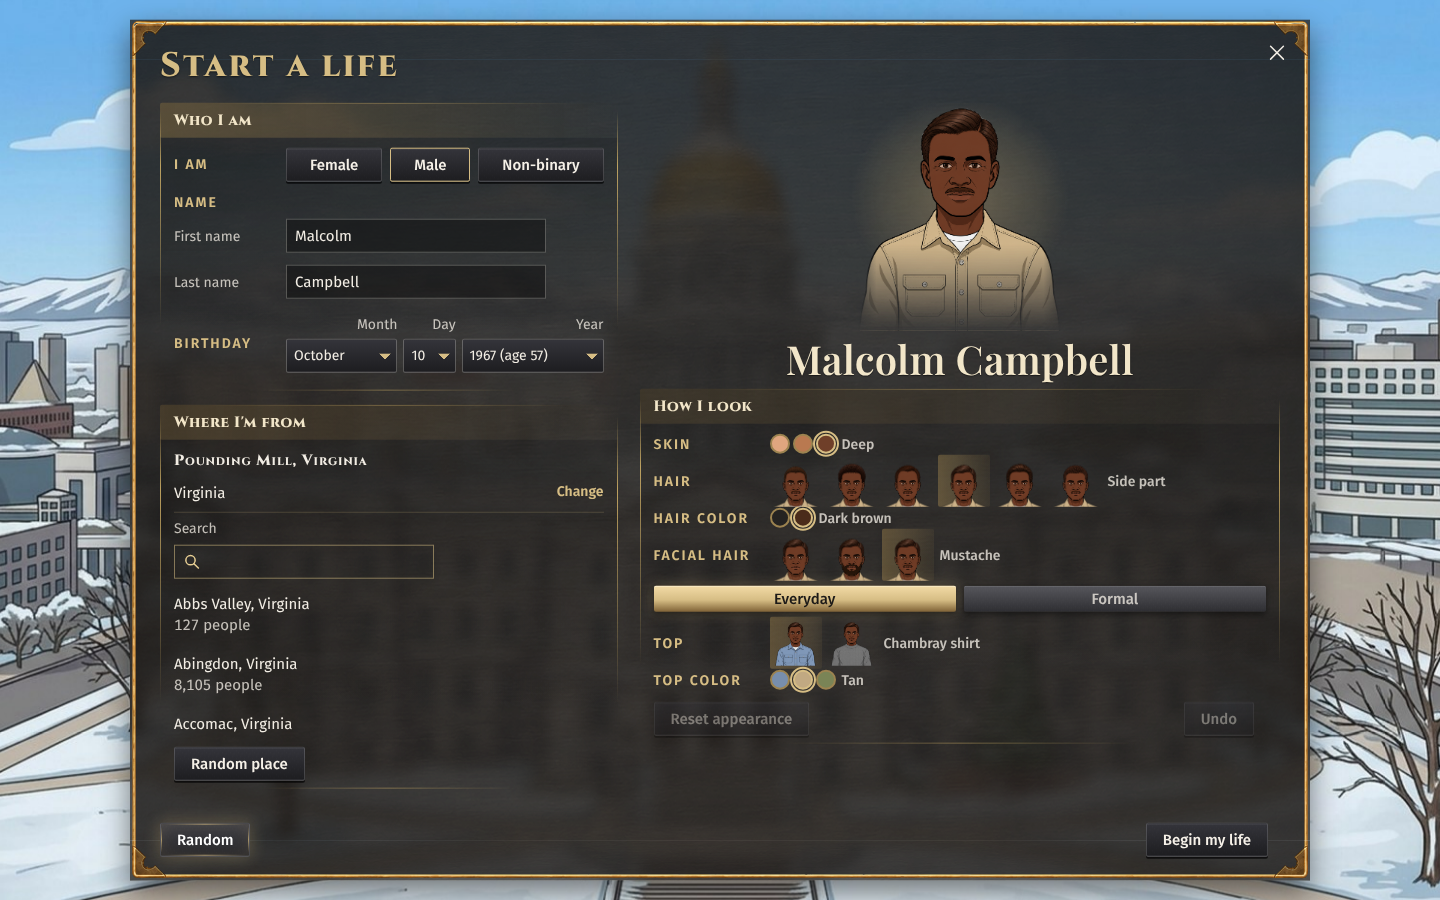 Start a life
Who I am
I AM
Female
Male
Non-binary
NAME
First name
Malcolm
Last name
Campbell
Month
Day
Year
BIRTHDAY
October
10
1967 (age 57)
Where I'm from
Pounding Mill, Virginia
Virginia
Change
Search
Abbs Valley, Virginia
127 people
Abingdon, Virginia
8,105 people
Accomac, Virginia
Random place
Random
Malcolm Campbell
How I look
SKIN
Deep
HAIR
Side part
HAIR COLOR
Dark brown
FACIAL HAIR
Mustache
Everyday
Formal
TOP
Chambray shirt
TOP COLOR
Tan
Reset appearance
Undo
Begin my life